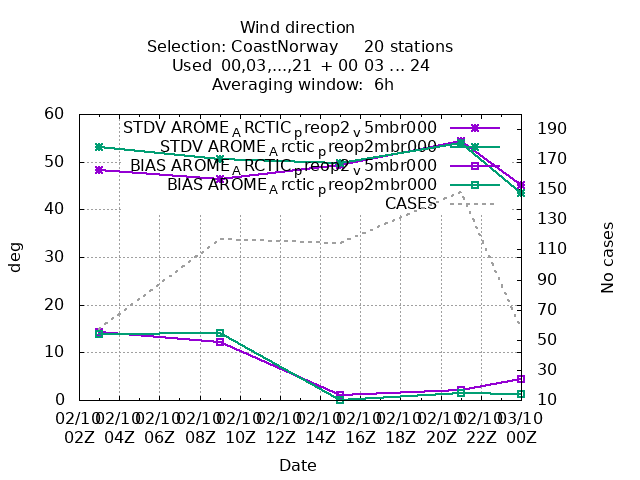 Wind direction
Selection: CoastNorway 20 stations
Used 00,03,...,21 + 00 03 ... 24
Averaging window: 6h
STDV AROME_ARCTIC_preop2_v5mbr000
STDV AROME_Arctic_preop2mbr000
BIAS AROME_ARCTIC_preop2_v5mbr000
BIAS AROME_Arctic_preop2mbr000
CASES
60
50
40
30
20
10
0
deg
190
170
150
130
110
90
70
50
30
10
No cases
02/10 02/10 02/10 02/10 02/10 02/10 02/10 02/10 02/10 02/10 02/10 03/10
02Z 04Z 06Z 08Z 10Z 12Z 14Z 16Z 18Z 20Z 22Z 00Z
Date